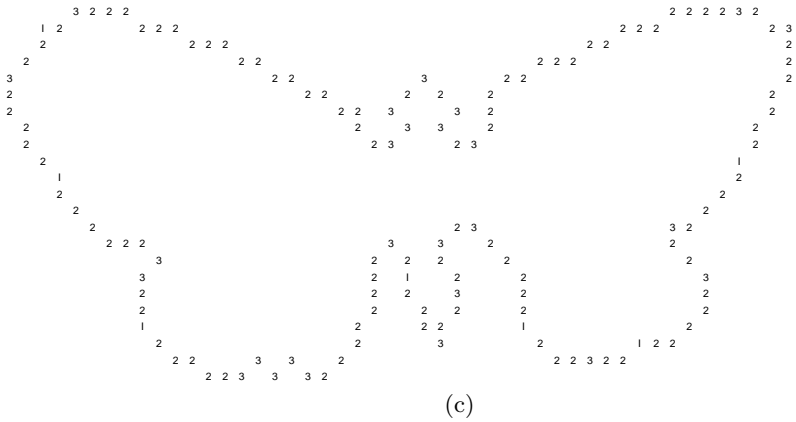 3 2 2 2 2 2 2 2 3 2
1 2 2 2 2 2 2 2 2 3
2 2 2 2 2 2 2
2 2 2 2 2 2 2
3 2 2 3 2 2 2
2 2 2 2 2 2 2
2 2 2 3 3 2 2
2 2 3 3 2 2
2 2 3 2 3 2
2 1
1 2
2 2
2 2
2 2 3 3 2
2 2 2 3 3 2 2
3 2 2 2 2 2
3 2 1 2 2 3
2 2 2 3 2 2
2 2 2 2 2 2
1 2 2 2 1 2
2 2 3 2 1 2 2
2 2 3 3 2 2 2 3 2 2
2 2 3 3 3 2
(c)